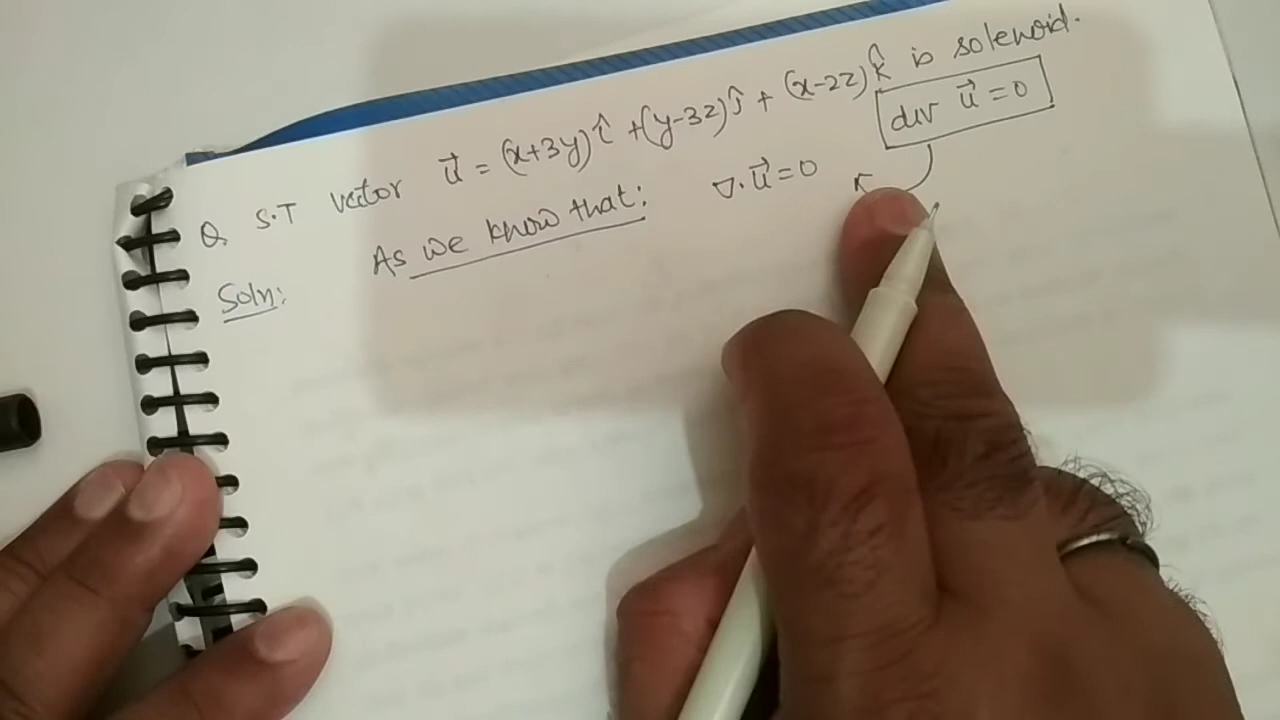 Q. S.T vector u⃗ = (x+3y)î +(y-3z)ĵ + (x-2z)k̂ is solenoid.
div u⃗ = 0
Soln: As we know that: ∇.u⃗ = 0